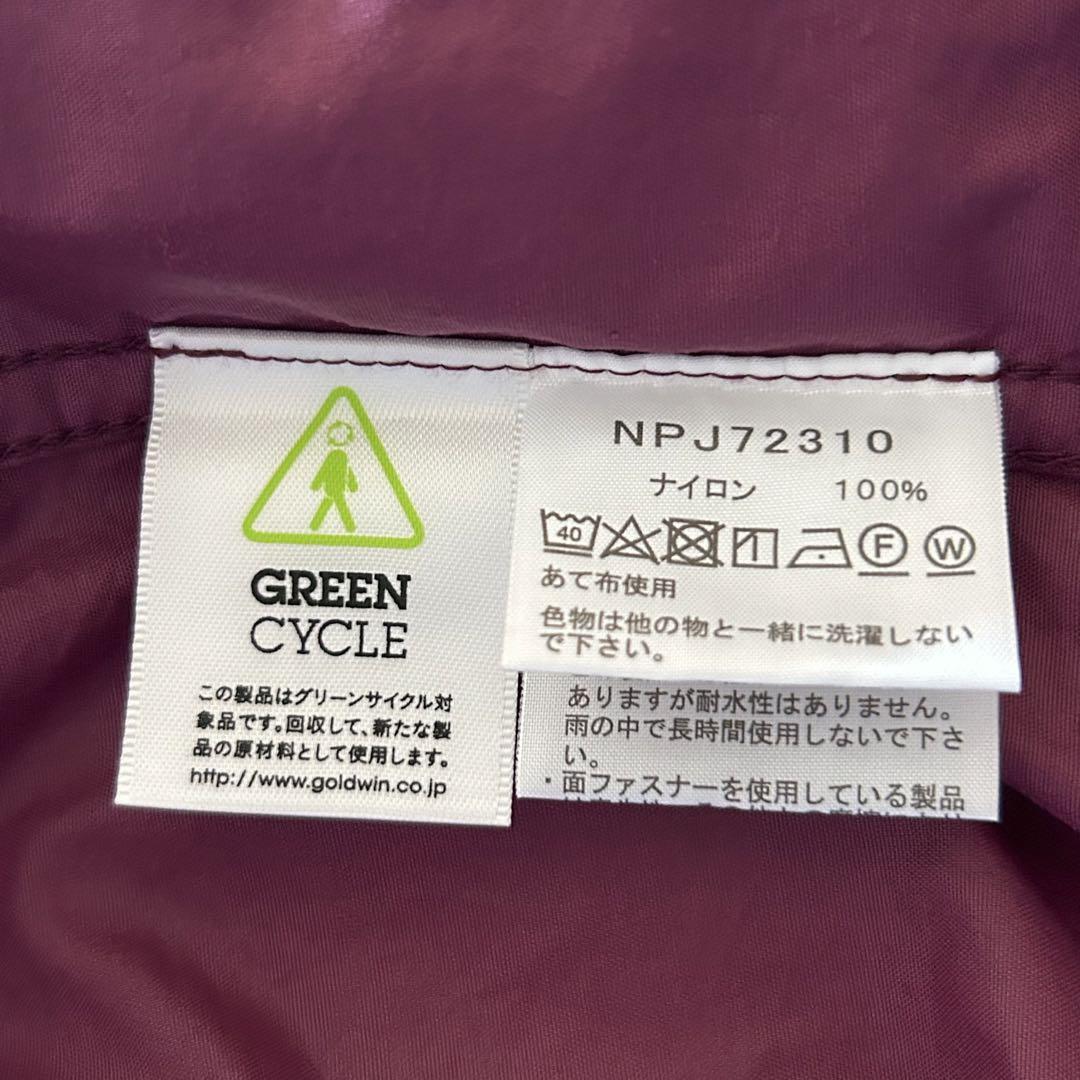 GREEN
CYCLE
この製品はグリーンサイクル対
象品です。回収して、新たな製
品の原材料として使用します。
http://www.goldwin.co.jp
NPJ72310
ナイロン 100%
40
F
W
あて布使用
色物は他の物と一緒に洗濯しない
で下さい。
ありますが耐水性はありません。
雨の中で長時間使用しないで下さ
い。
・面ファスナーを使用している製品